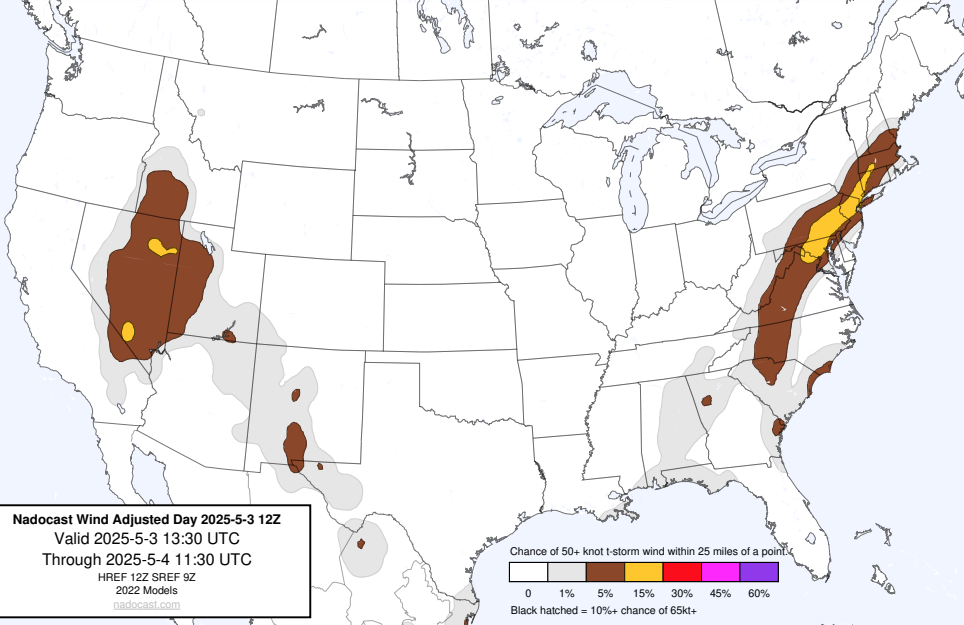 Nadocast Wind Adjusted Day 2025-5-3 12Z
Valid 2025-5-3 13:30 UTC
Through 2025-5-4 11:30 UTC
HREF 12Z SREF 9Z
2022 Models
nadocast.com
Chance of 50+ knot t-storm wind within 25 miles of a point.
0 1% 5% 15% 30% 45% 60%
Black hatched = 10%+ chance of 65kt+